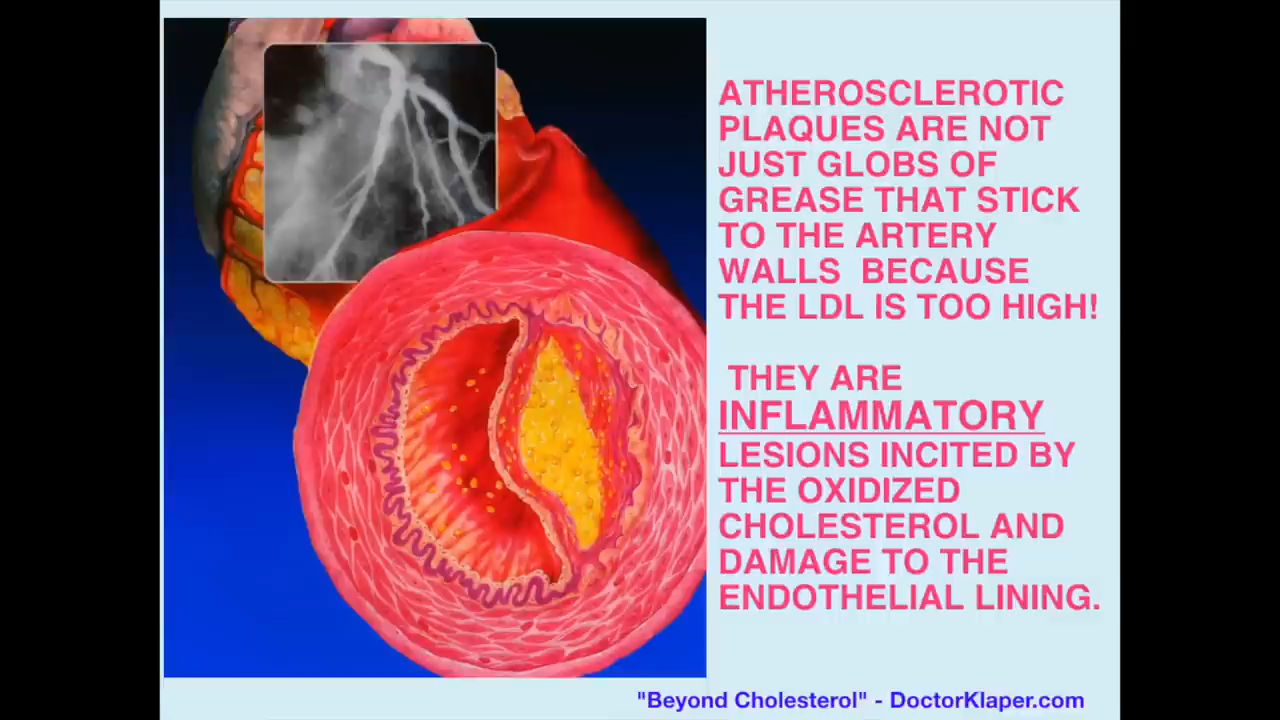 ATHEROSCLEROTIC
PLAQUES ARE NOT
JUST GLOBS OF
GREASE THAT STICK
TO THE ARTERY
WALLS  BECAUSE
THE LDL IS TOO HIGH!
THEY ARE
INFLAMMATORY
LESIONS INCITED BY
THE OXIDIZED
CHOLESTEROL AND
DAMAGE TO THE
ENDOTHELIAL LINING.
"Beyond Cholesterol" - DoctorKlaper.com